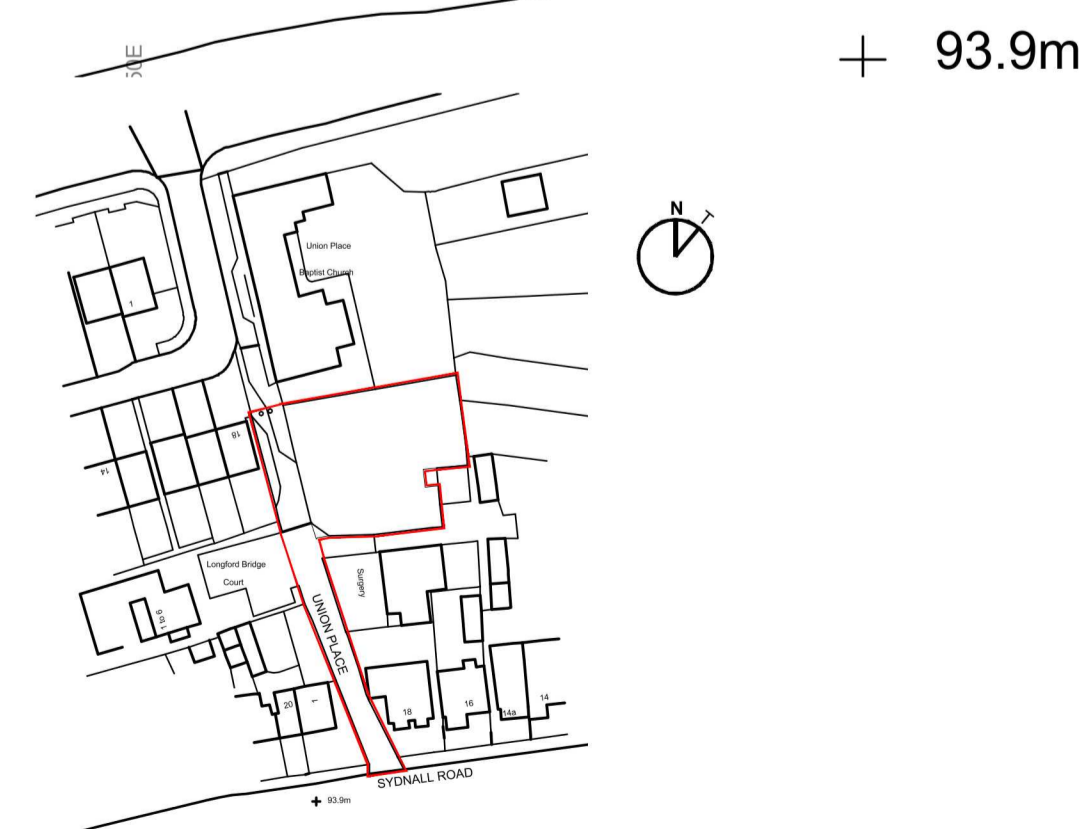 93.9m
N
T
Union Place
Baptist Church
1
18
14
Longford Bridge
Court
Surgery
1 to 6
UNION PLACE
20
1
18
16
14a
14
SYDNALL ROAD
93.9m